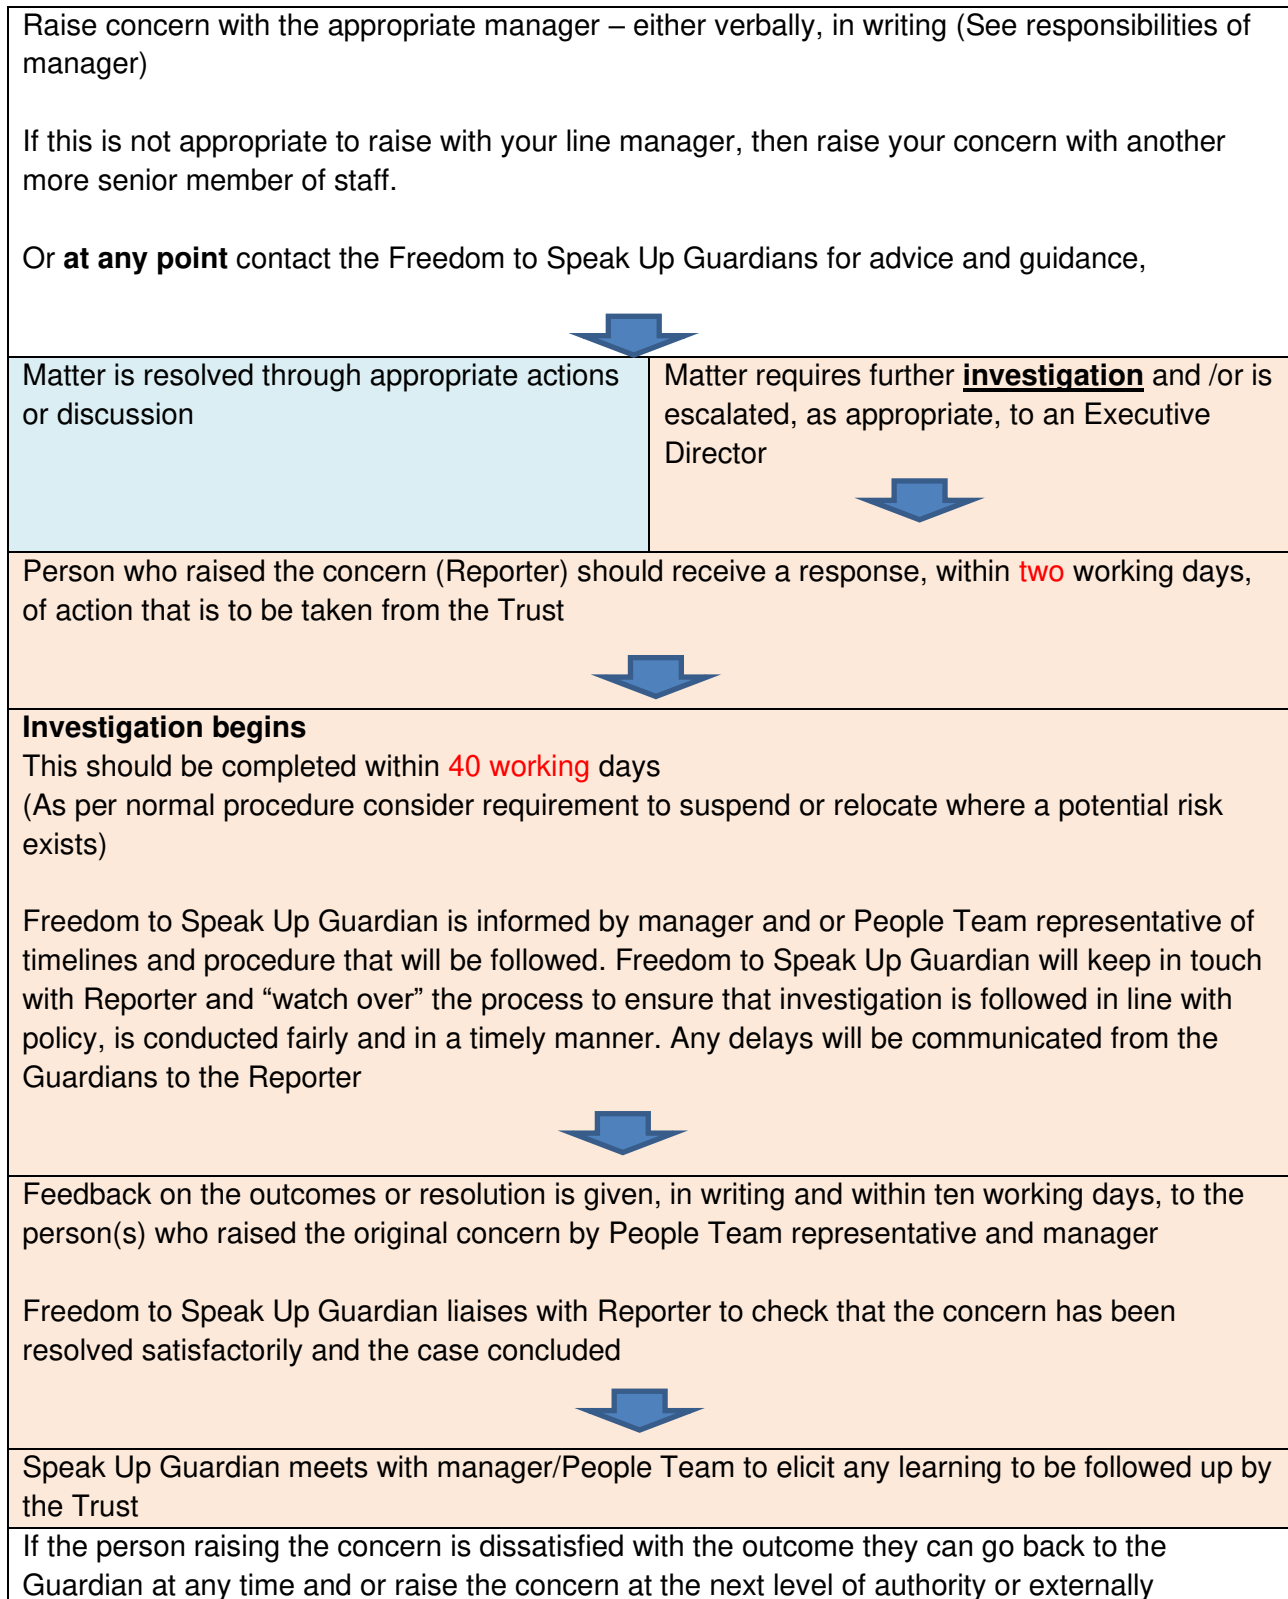 Raise concern with the appropriate manager – either verbally, in writing (See responsibilities of
manager)
If this is not appropriate to raise with your line manager, then raise your concern with another
more senior member of staff.
Or at any point contact the Freedom to Speak Up Guardians for advice and guidance,
Matter is resolved through appropriate actions
or discussion
Matter requires further investigation and /or is
escalated, as appropriate, to an Executive
Director
Person who raised the concern (Reporter) should receive a response, within two working days,
of action that is to be taken from the Trust
Investigation begins
This should be completed within 40 working days
(As per normal procedure consider requirement to suspend or relocate where a potential risk
exists)
Freedom to Speak Up Guardian is informed by manager and or People Team representative of
timelines and procedure that will be followed. Freedom to Speak Up Guardian will keep in touch
with Reporter and “watch over” the process to ensure that investigation is followed in line with
policy, is conducted fairly and in a timely manner. Any delays will be communicated from the
Guardians to the Reporter
Feedback on the outcomes or resolution is given, in writing and within ten working days, to the
person(s) who raised the original concern by People Team representative and manager
Freedom to Speak Up Guardian liaises with Reporter to check that the concern has been
resolved satisfactorily and the case concluded
Speak Up Guardian meets with manager/People Team to elicit any learning to be followed up by
the Trust
If the person raising the concern is dissatisfied with the outcome they can go back to the
Guardian at any time and or raise the concern at the next level of authority or externally